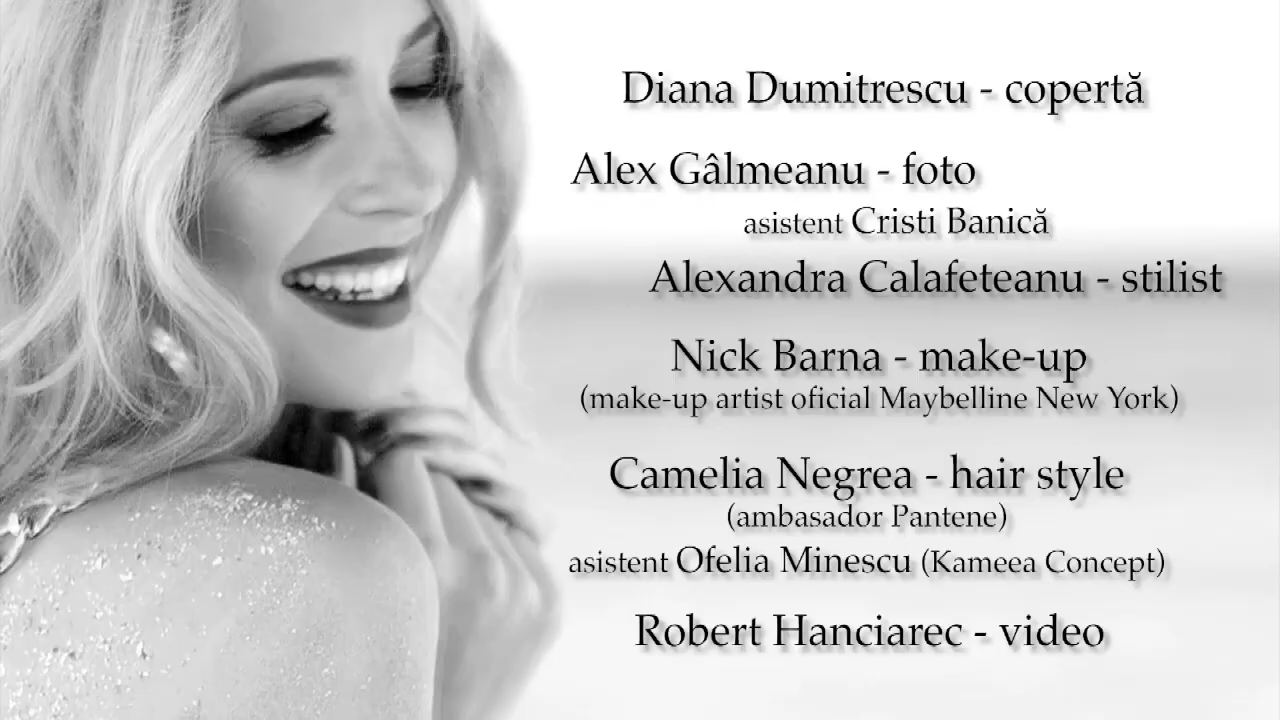 Diana Dumitrescu - copertă
Alex Gâlmeanu - foto
asistent Cristi Banică
Alexandra Calafeteanu - stilist
Nick Barna - make-up
(make-up artist oficial Maybelline New York)
Camelia Negrea - hair style
(ambasador Pantene)
asistent Ofelia Minescu (Kameea Concept)
Robert Hanciarec - video